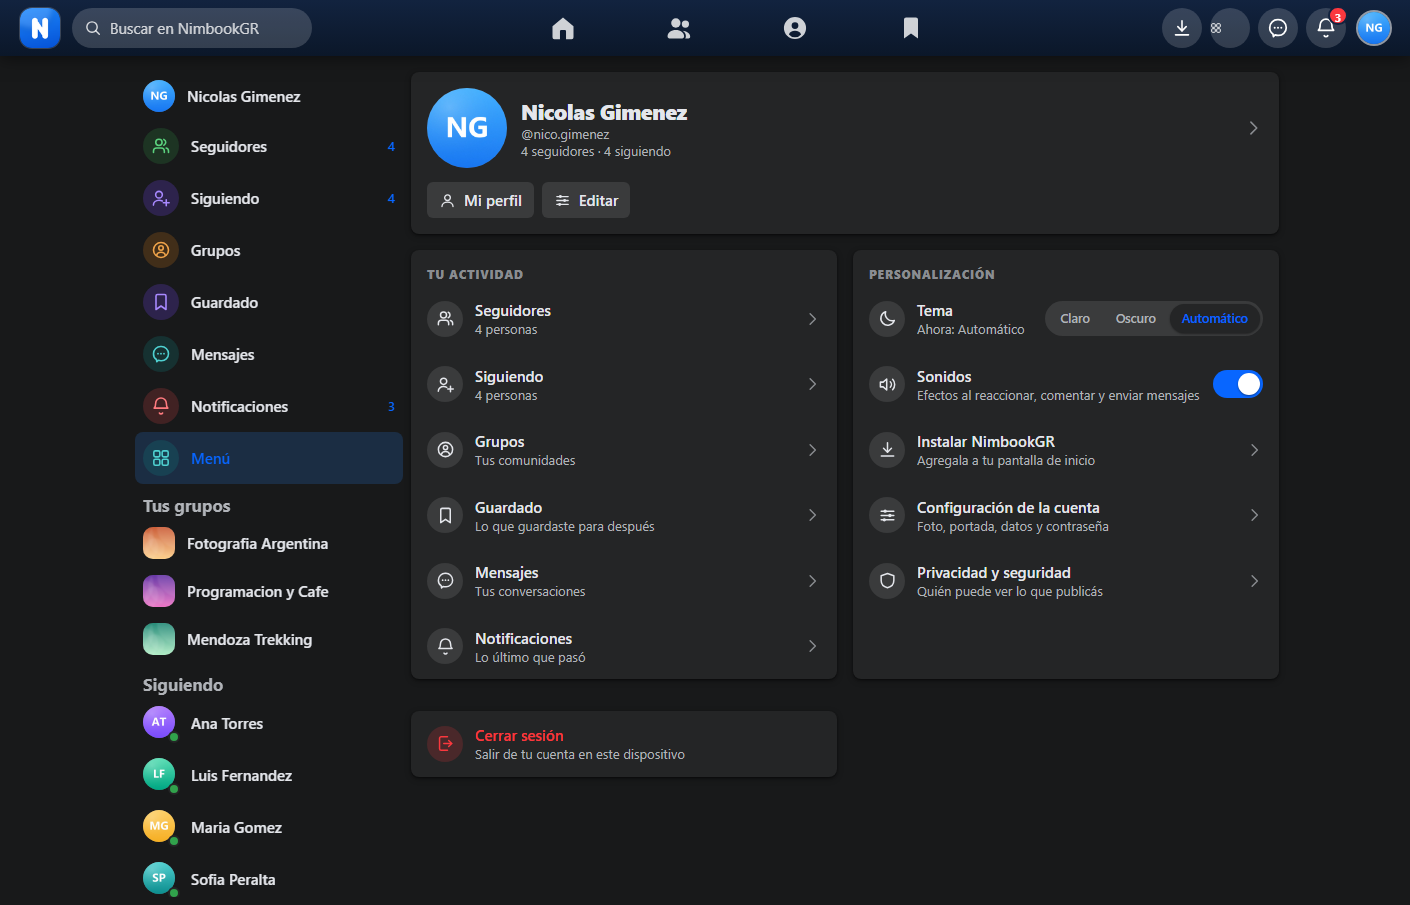 N
Buscar en NimbookGR
3
NG
NG
Nicolas Gimenez
Seguidores
4
Siguiendo
4
Grupos
Guardado
Mensajes
Notificaciones
3
Menú
Tus grupos
Fotografia Argentina
Programacion y Cafe
Mendoza Trekking
Siguiendo
AT
Ana Torres
LF
Luis Fernandez
MG
Maria Gomez
SP
Sofia Peralta
NG
Nicolas Gimenez
@nico.gimenez
4 seguidores · 4 siguiendo
Mi perfil
Editar
TU ACTIVIDAD
Seguidores
4 personas
Siguiendo
4 personas
Grupos
Tus comunidades
Guardado
Lo que guardaste para después
Mensajes
Tus conversaciones
Notificaciones
Lo último que pasó
PERSONALIZACIÓN
Tema
Ahora: Automático
Claro
Oscuro
Automático
Sonidos
Efectos al reaccionar, comentar y enviar mensajes
Instalar NimbookGR
Agregala a tu pantalla de inicio
Configuración de la cuenta
Foto, portada, datos y contraseña
Privacidad y seguridad
Quién puede ver lo que publicás
Cerrar sesión
Salir de tu cuenta en este dispositivo